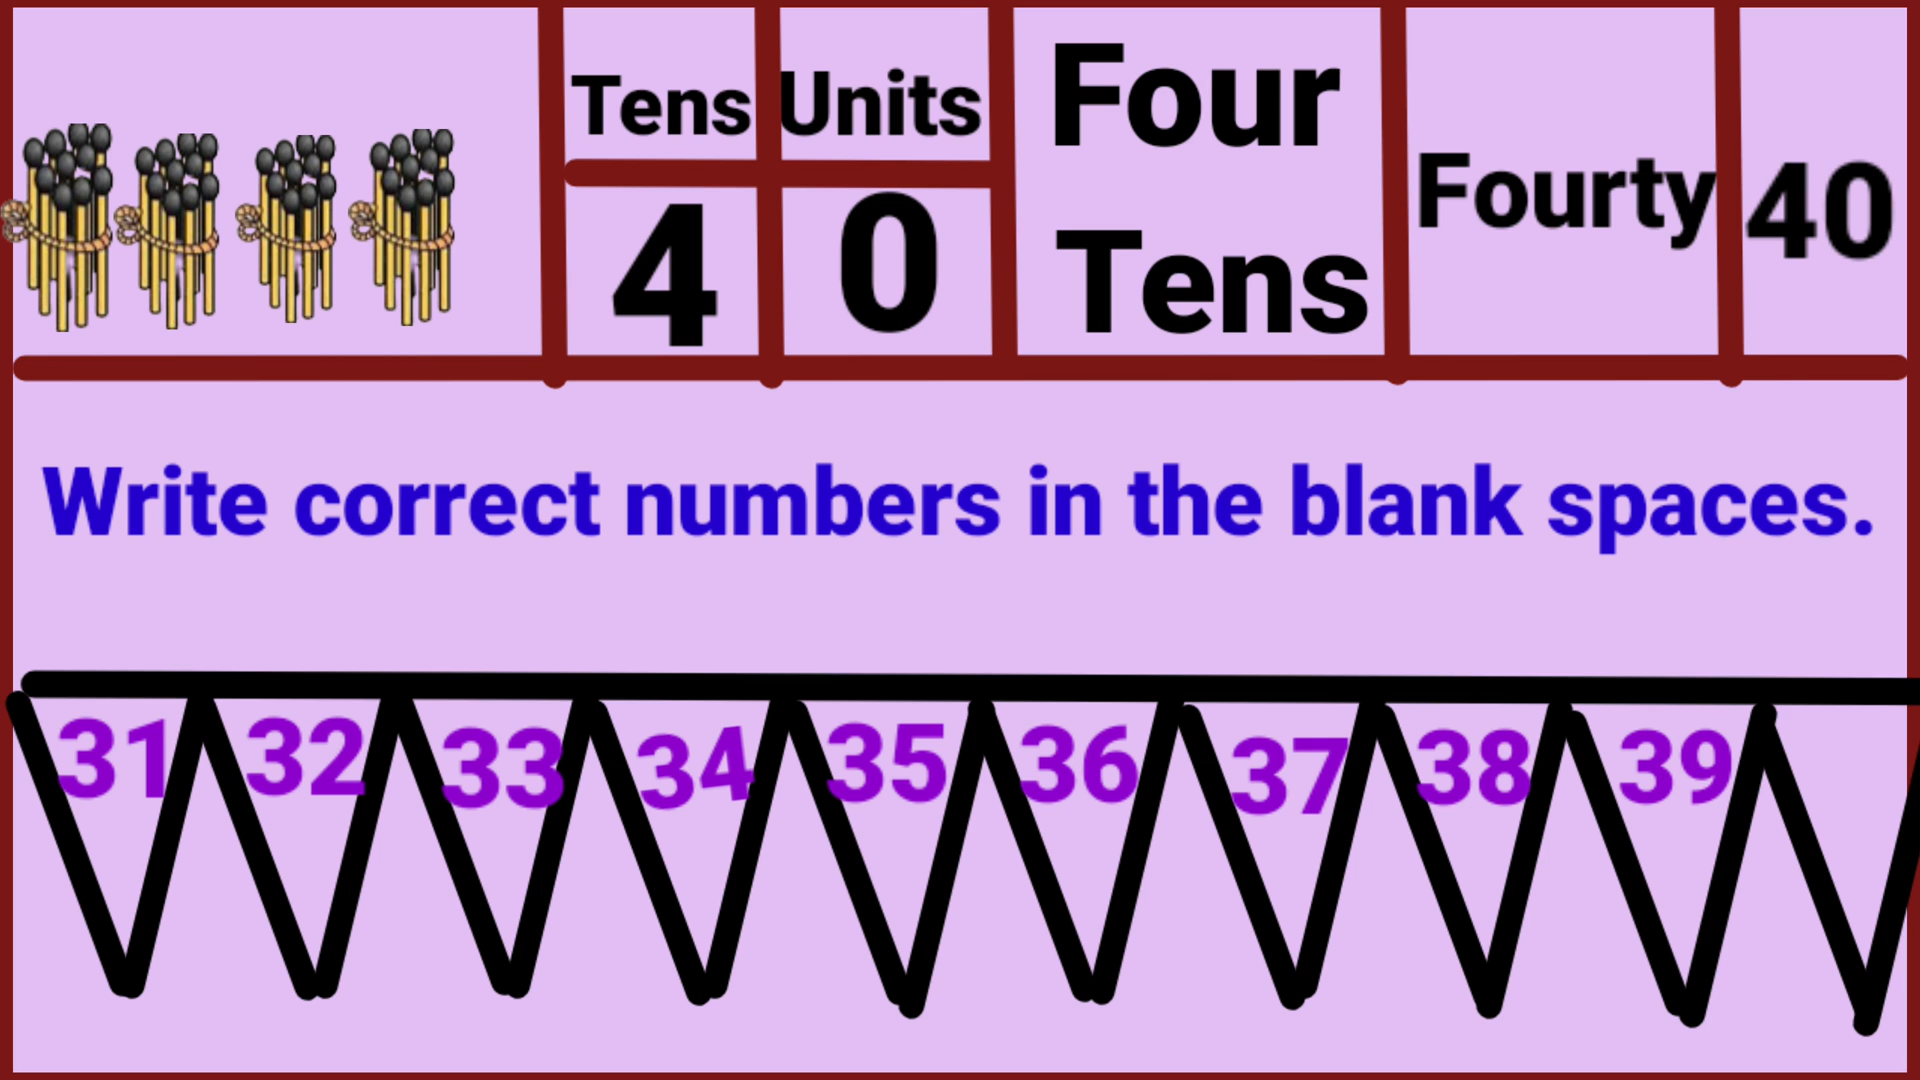 Tens Units
4 0
Four
Tens
Fourty
40
Write correct numbers in the blank spaces.
31 32 33 34 35 36 37 38 39